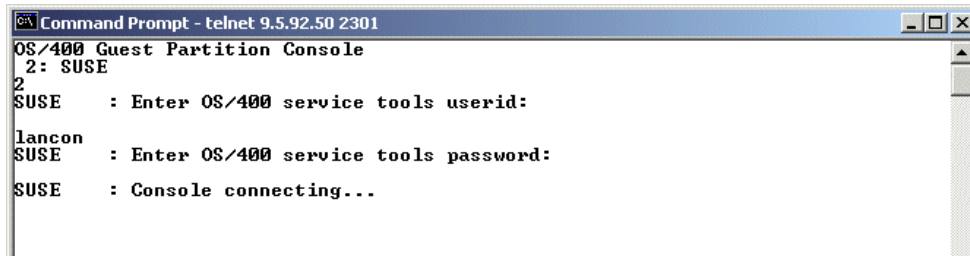 Command Prompt - telnet 9.5.92.50 2301
OS/400 Guest Partition Console
2: SUSE
2
SUSE : Enter OS/400 service tools userid:
lancon
SUSE : Enter OS/400 service tools password:
SUSE : Console connecting...